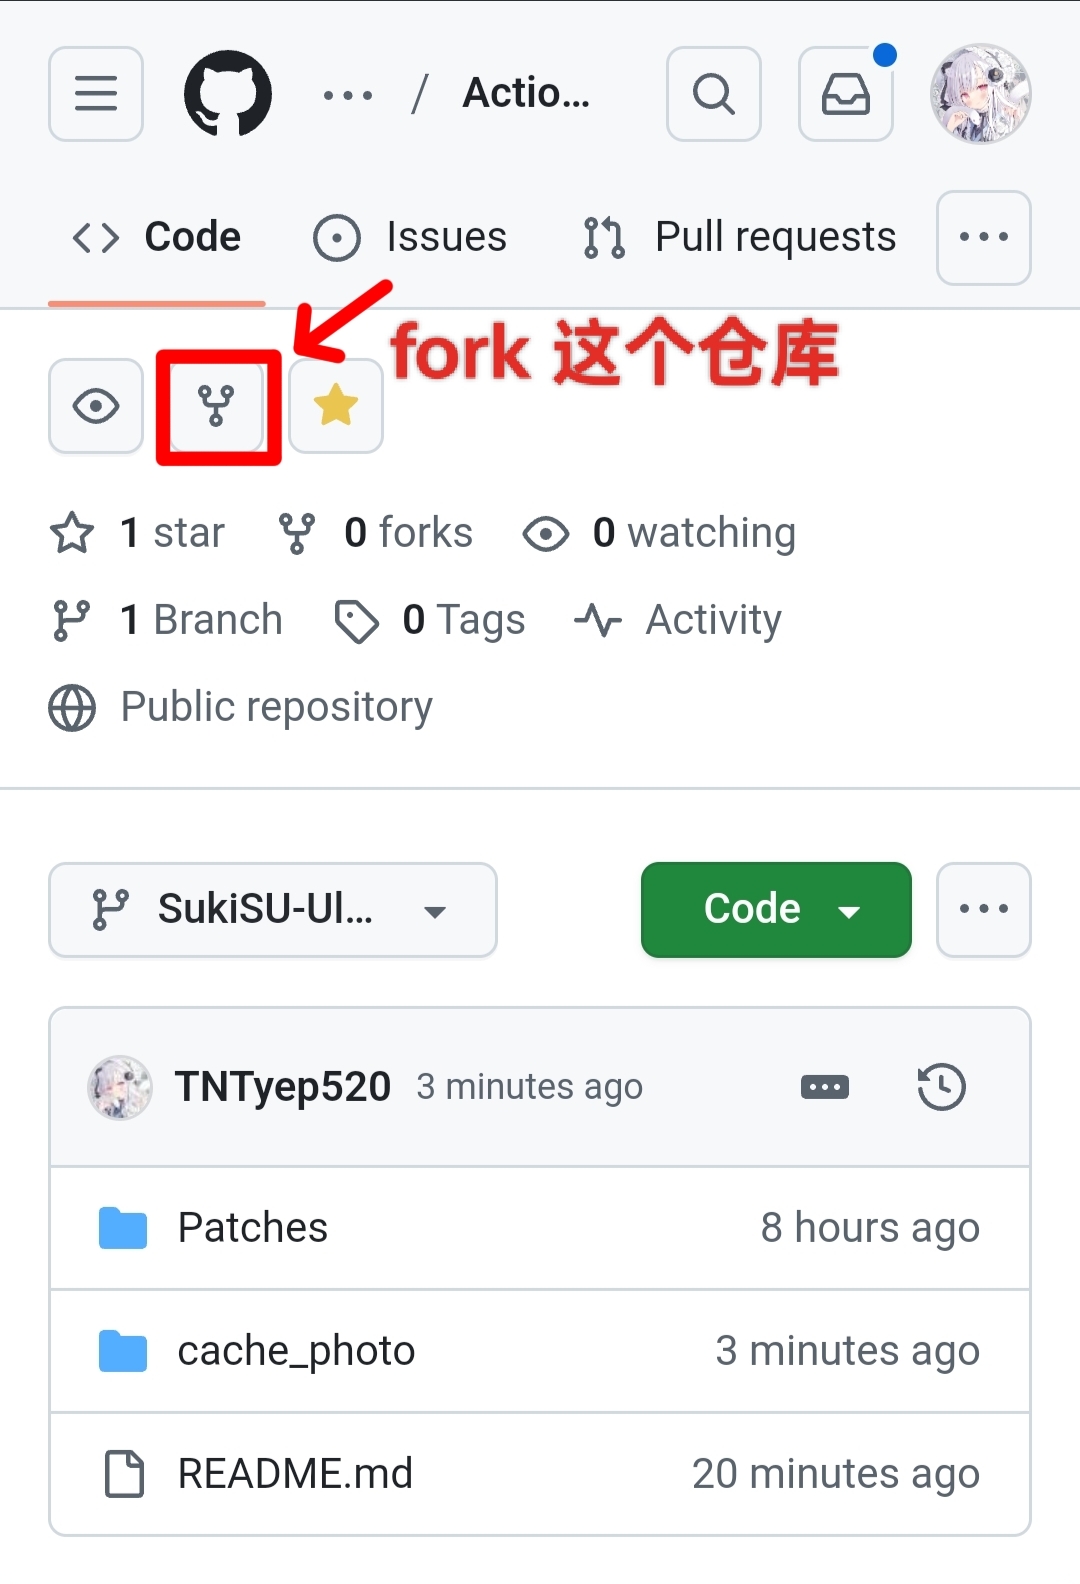 ... / Actio...
Code Issues Pull requests ...
fork 这个仓库
1 star 0 forks 0 watching
1 Branch 0 Tags Activity
Public repository
SukiSU-Ul... Code ...
TNTyep520 3 minutes ago
Patches 8 hours ago
cache_photo 3 minutes ago
README.md 20 minutes ago